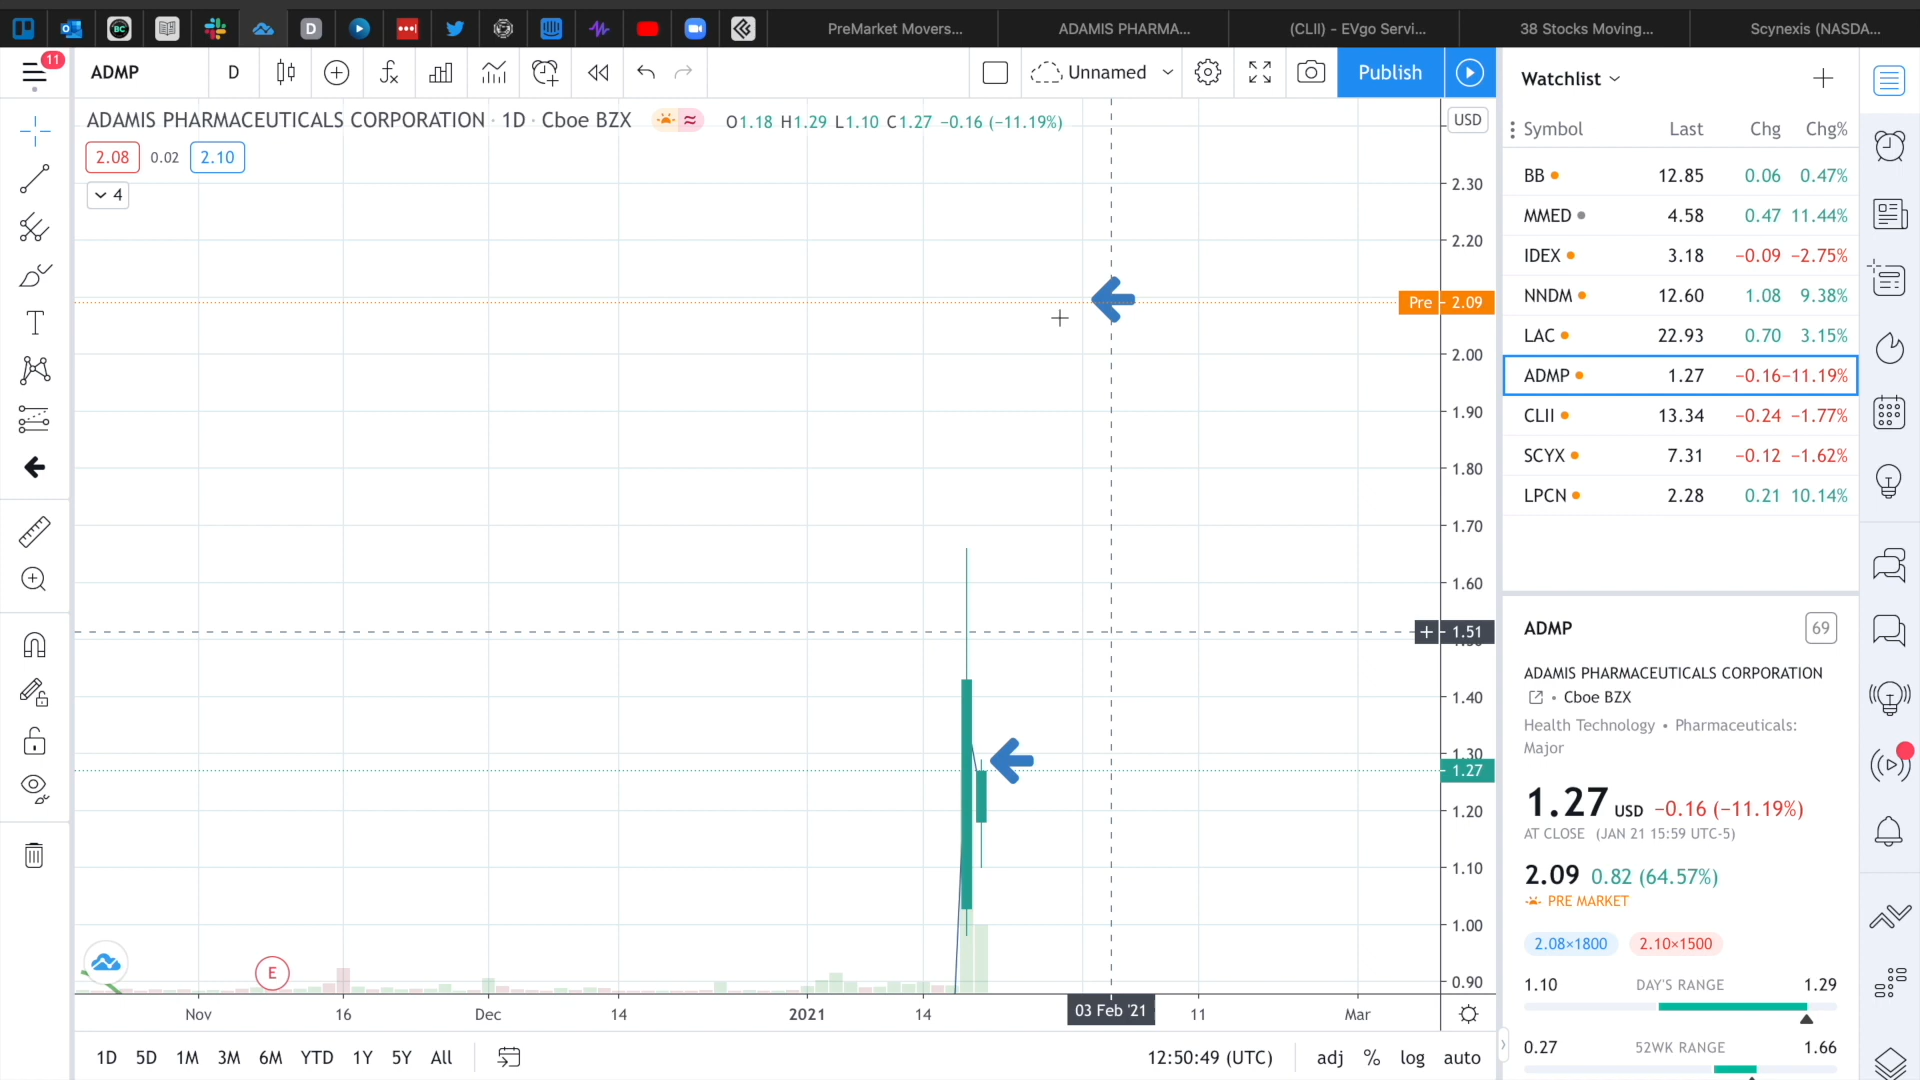 PreMarket Movers...
ADAMIS PHARMA...
(CLII) - EVgo Servi...
38 Stocks Moving...
Scynexis (NASDA...
11
ADMP
D
Unnamed
Publish
Watchlist
ADAMIS PHARMACEUTICALS CORPORATION · 1D · Cboe BZX
O1.18 H1.29 L1.10 C1.27 −0.16 (−11.19%)
USD
2.08 0.02 2.10
4
Symbol Last Chg Chg%
BB 12.85 0.06 0.47%
MMED 4.58 0.47 11.44%
IDEX 3.18 −0.09 −2.75%
NNDM 12.60 1.08 9.38%
LAC 22.93 0.70 3.15%
ADMP 1.27 −0.16 −11.19%
CLII 13.34 −0.24 −1.77%
SCYX 7.31 −0.12 −1.62%
LPCN 2.28 0.21 10.14%
2.30
2.20
Pre 2.09
2.00
1.90
1.80
1.70
1.60
1.51
1.40
1.30
1.27
1.20
1.10
1.00
0.90
ADMP
69
ADAMIS PHARMACEUTICALS CORPORATION
• Cboe BZX
Health Technology • Pharmaceuticals:
Major
1.27 USD −0.16 (−11.19%)
AT CLOSE (JAN 21 15:59 UTC-5)
2.09 0.82 (64.57%)
PRE MARKET
2.08×1800 2.10×1500
1.10 DAY'S RANGE 1.29
0.27 52WK RANGE 1.66
E
Nov 16 Dec 14 2021 14 03 Feb '21 11 Mar
1D 5D 1M 3M 6M YTD 1Y 5Y All
12:50:49 (UTC) adj % log auto
BC
D